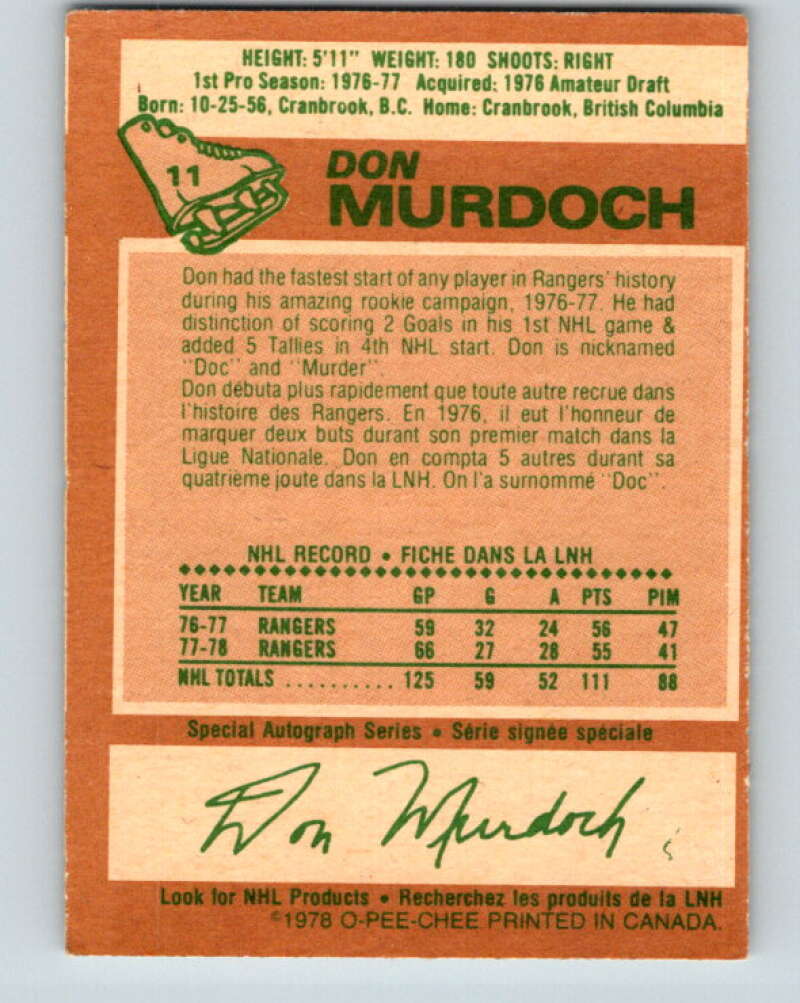 HEIGHT: 5'11" WEIGHT: 180 SHOOTS: RIGHT
1st Pro Season: 1976-77 Acquired: 1976 Amateur Draft
Born: 10-25-56, Cranbrook, B.C. Home: Cranbrook, British Columbia
11
DON
MURDOCH
Don had the fastest start of any player in Rangers' history
during his amazing rookie campaign, 1976-77. He had
distinction of scoring 2 Goals in his 1st NHL game &
added 5 Tallies in 4th NHL start. Don is nicknamed
"Doc" and "Murder".
Don débuta plus rapidement que toute autre recrue dans
l'histoire des Rangers. En 1976, il eut l'honneur de
marquer deux buts durant son premier match dans la
Ligue Nationale. Don en compta 5 autres durant sa
quatrième joute dans la LNH. On l'a surnommé "Doc".
NHL RECORD • FICHE DANS LA LNH
YEAR TEAM GP G A PTS PIM
76-77 RANGERS 59 32 24 56 47
77-78 RANGERS 66 27 28 55 41
NHL TOTALS .......... 125 59 52 111 88
Special Autograph Series • Série signée spéciale
Don Murdoch
Look for NHL Products • Recherchez les produits de la LNH
©1978 O-PEE-CHEE PRINTED IN CANADA.